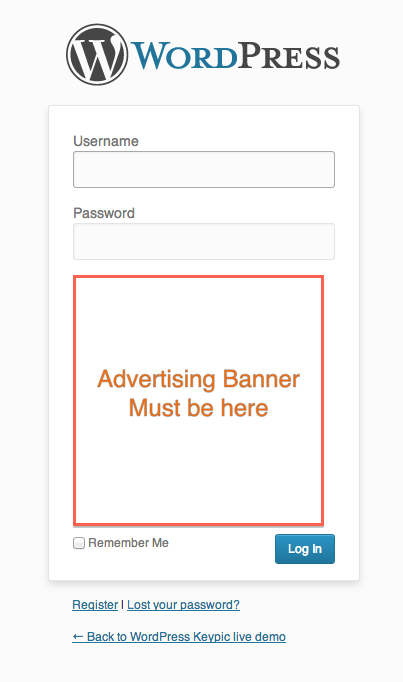 WORDPRESS
Username
Password
Advertising Banner
Must be here
Remember Me
Log In
Register | Lost your password?
← Back to WordPress Keypic live demo